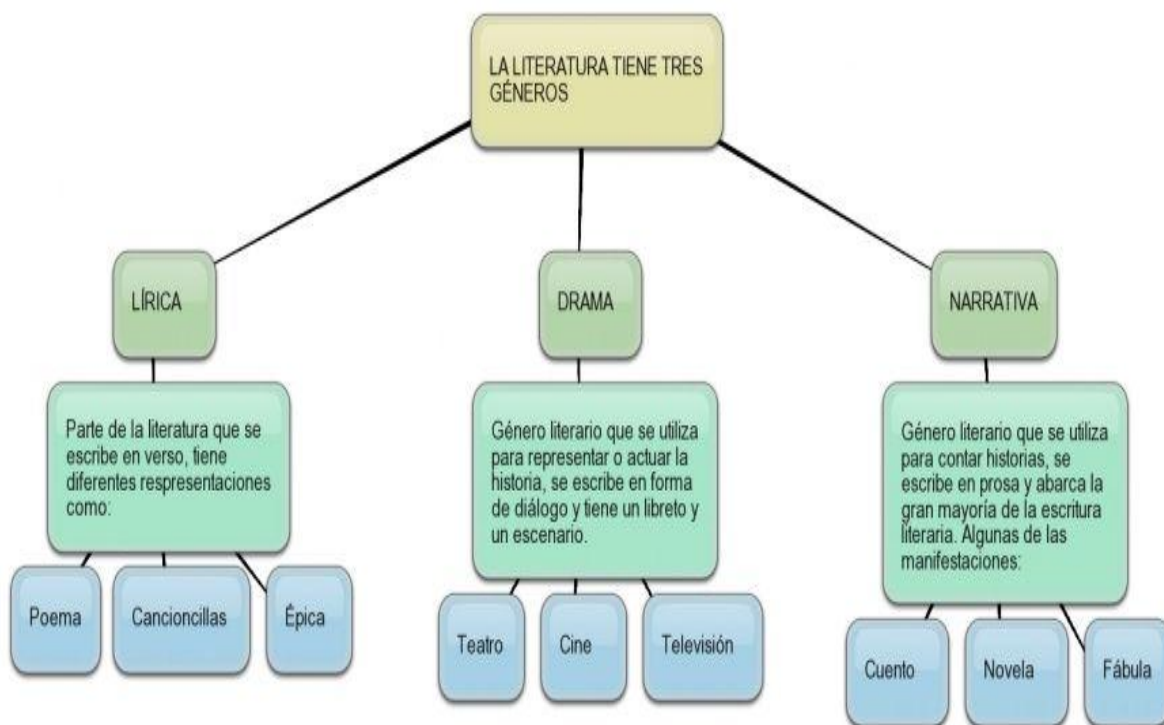 LA LITERATURA TIENE TRES
GÉNEROS
LÍRICA
DRAMA
NARRATIVA
Parte de la literatura que se
escribe en verso, tiene
diferentes respresentaciones
como:
Género literario que se utiliza
para representar o actuar la
historia, se escribe en forma
de diálogo y tiene un libreto y
un escenario.
Género literario que se utiliza
para contar historias, se
escribe en prosa y abarca la
gran mayoría de la escritura
literaria. Algunas de las
manifestaciones:
Poema
Cancioncillas
Épica
Teatro
Cine
Televisión
Cuento
Novela
Fábula